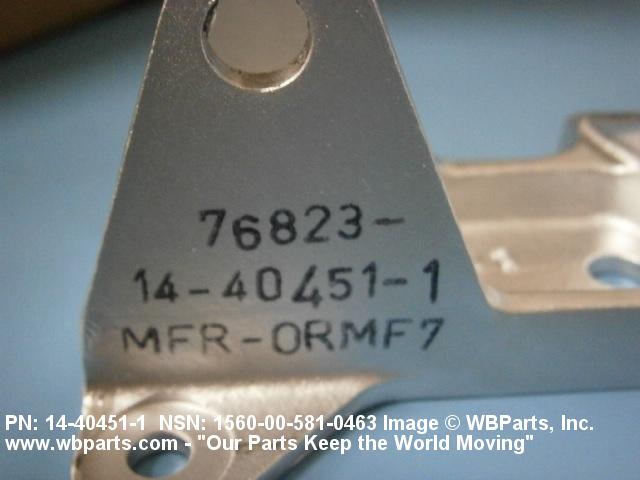 76823-
14-40451-1
MFR-0RMF7
PN: 14-40451-1 NSN: 1560-00-581-0463 Image © WBParts, Inc.
www.wbparts.com - "Our Parts Keep the World Moving"